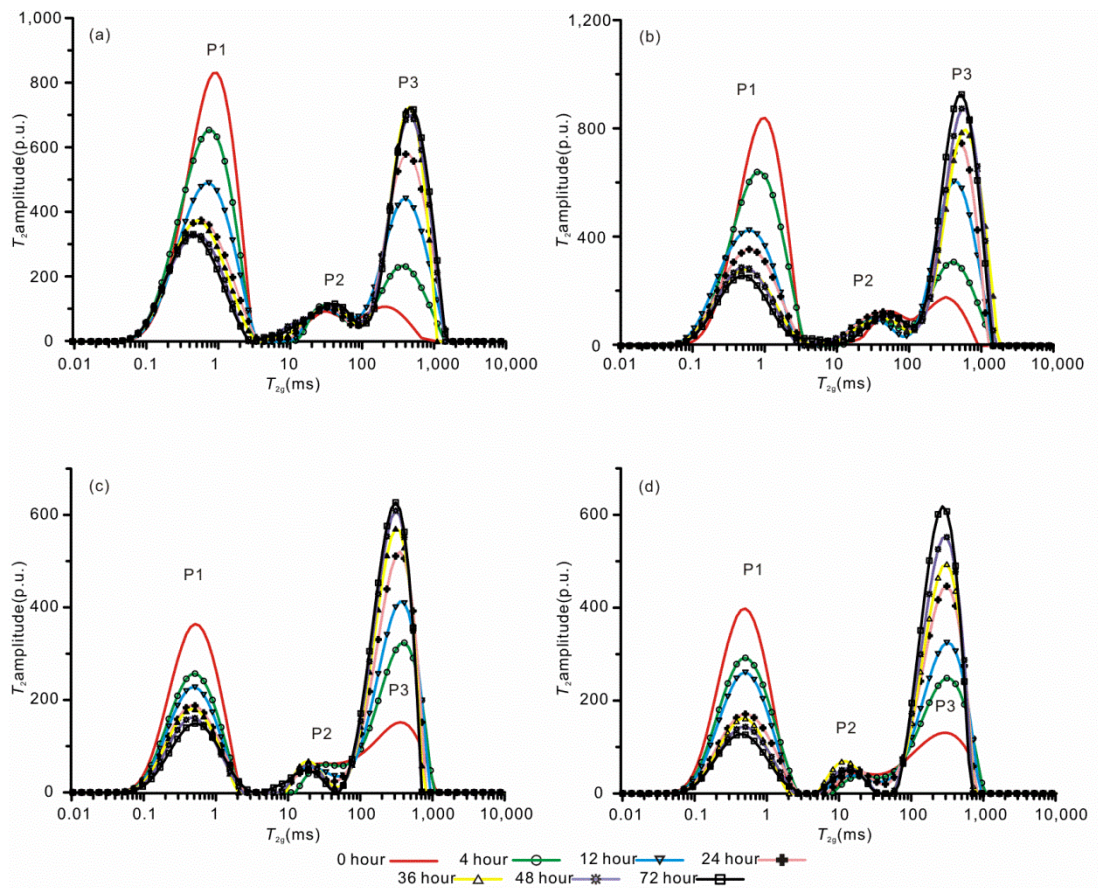 (a)
P1
P3
P2
1,000
800
600
400
200
0
T2amplitude(p.u.)
0.01 0.1 1 10 100 1,000 10,000
T2g(ms)
(b)
P1
P3
P2
1,200
800
400
0
T2amplitude(p.u.)
0.01 0.1 1 10 100 1,000 10,000
T2g(ms)
(c)
P1
P3
P2
600
400
200
0
T2amplitude(p.u.)
0.01 0.1 1 10 100 1,000 10,000
T2g(ms)
(d)
P1
P3
P2
600
400
200
0
T2amplitude(p.u.)
0.01 0.1 1 10 100 1,000 10,000
T2g(ms)
0 hour 4 hour 12 hour 24 hour
36 hour 48 hour 72 hour